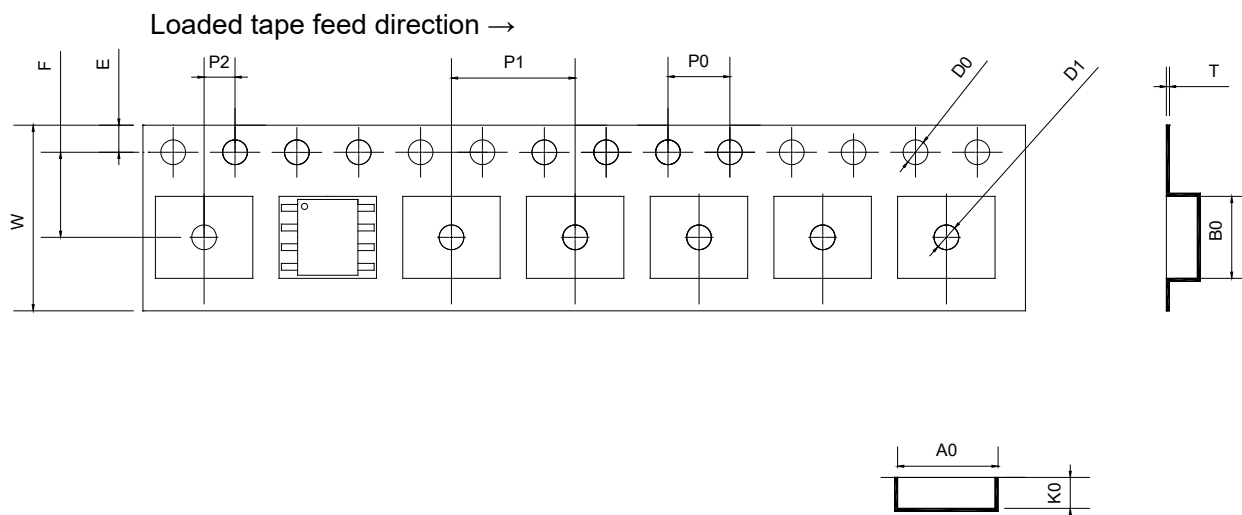 Loaded tape feed direction →
F
E
P2
P1
P0
D0
D1
T
W
B0
A0
K0